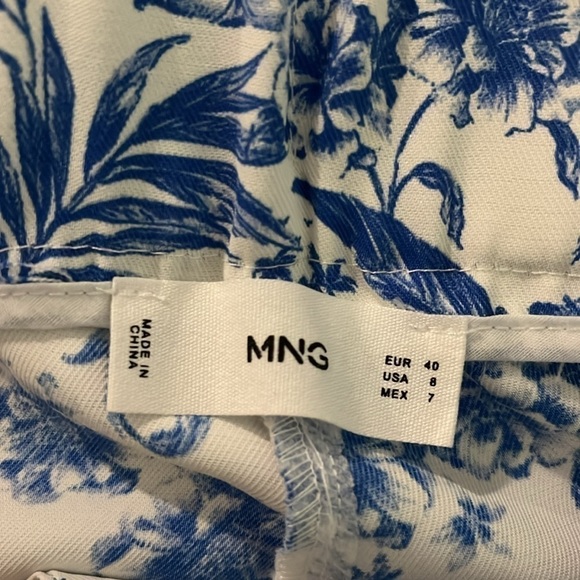 MADE IN
CHINA
MNG
EUR 40
USA 8
MEX 7